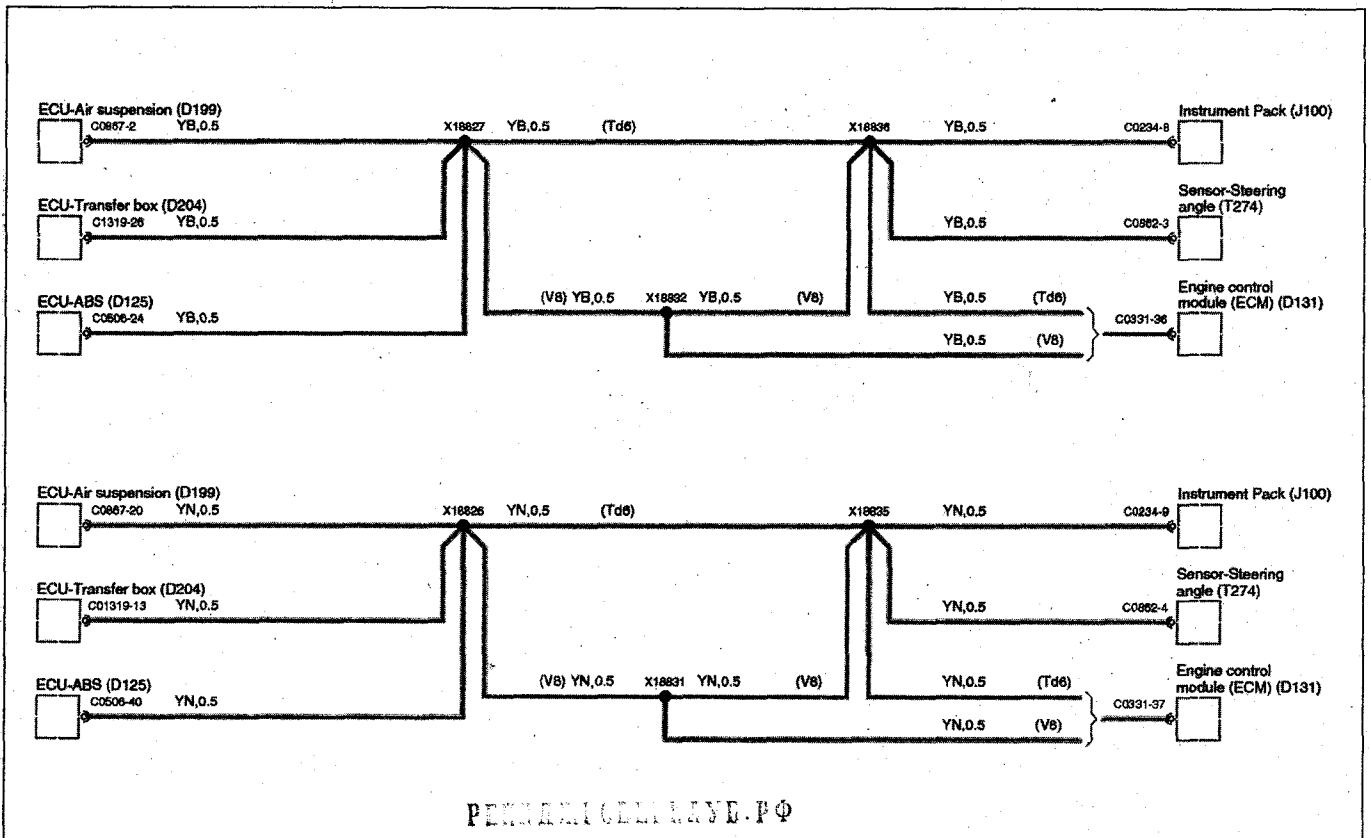 ECU-Air suspension (D199)
C0867-2 YB,0.5 X18827 YB,0.5 (Td6) X18836 YB,0.5 C0234-8
Instrument Pack (J100)
ECU-Transfer box (D204)
C1319-26 YB,0.5
Sensor-Steering
angle (T274)
YB,0.5 C0862-3
ECU-ABS (D125)
C0506-24 YB,0.5
(V8) YB,0.5 X18832 YB,0.5 (V8)
YB,0.5 (Td6)
Engine control
module (ECM) (D131)
C0331-36
YB,0.5 (V8)
ECU-Air suspension (D199)
C0867-20 YN,0.5 X18826 YN,0.5 (Td6) X18835 YN,0.5 C0234-9
Instrument Pack (J100)
ECU-Transfer box (D204)
C01319-13 YN,0.5
Sensor-Steering
angle (T274)
YN,0.5 C0862-4
ECU-ABS (D125)
C0506-40 YN,0.5
(V8) YN,0.5 X18831 YN,0.5 (V8)
YN,0.5 (Td6)
Engine control
module (ECM) (D131)
C0331-37
YN,0.5 (V8)